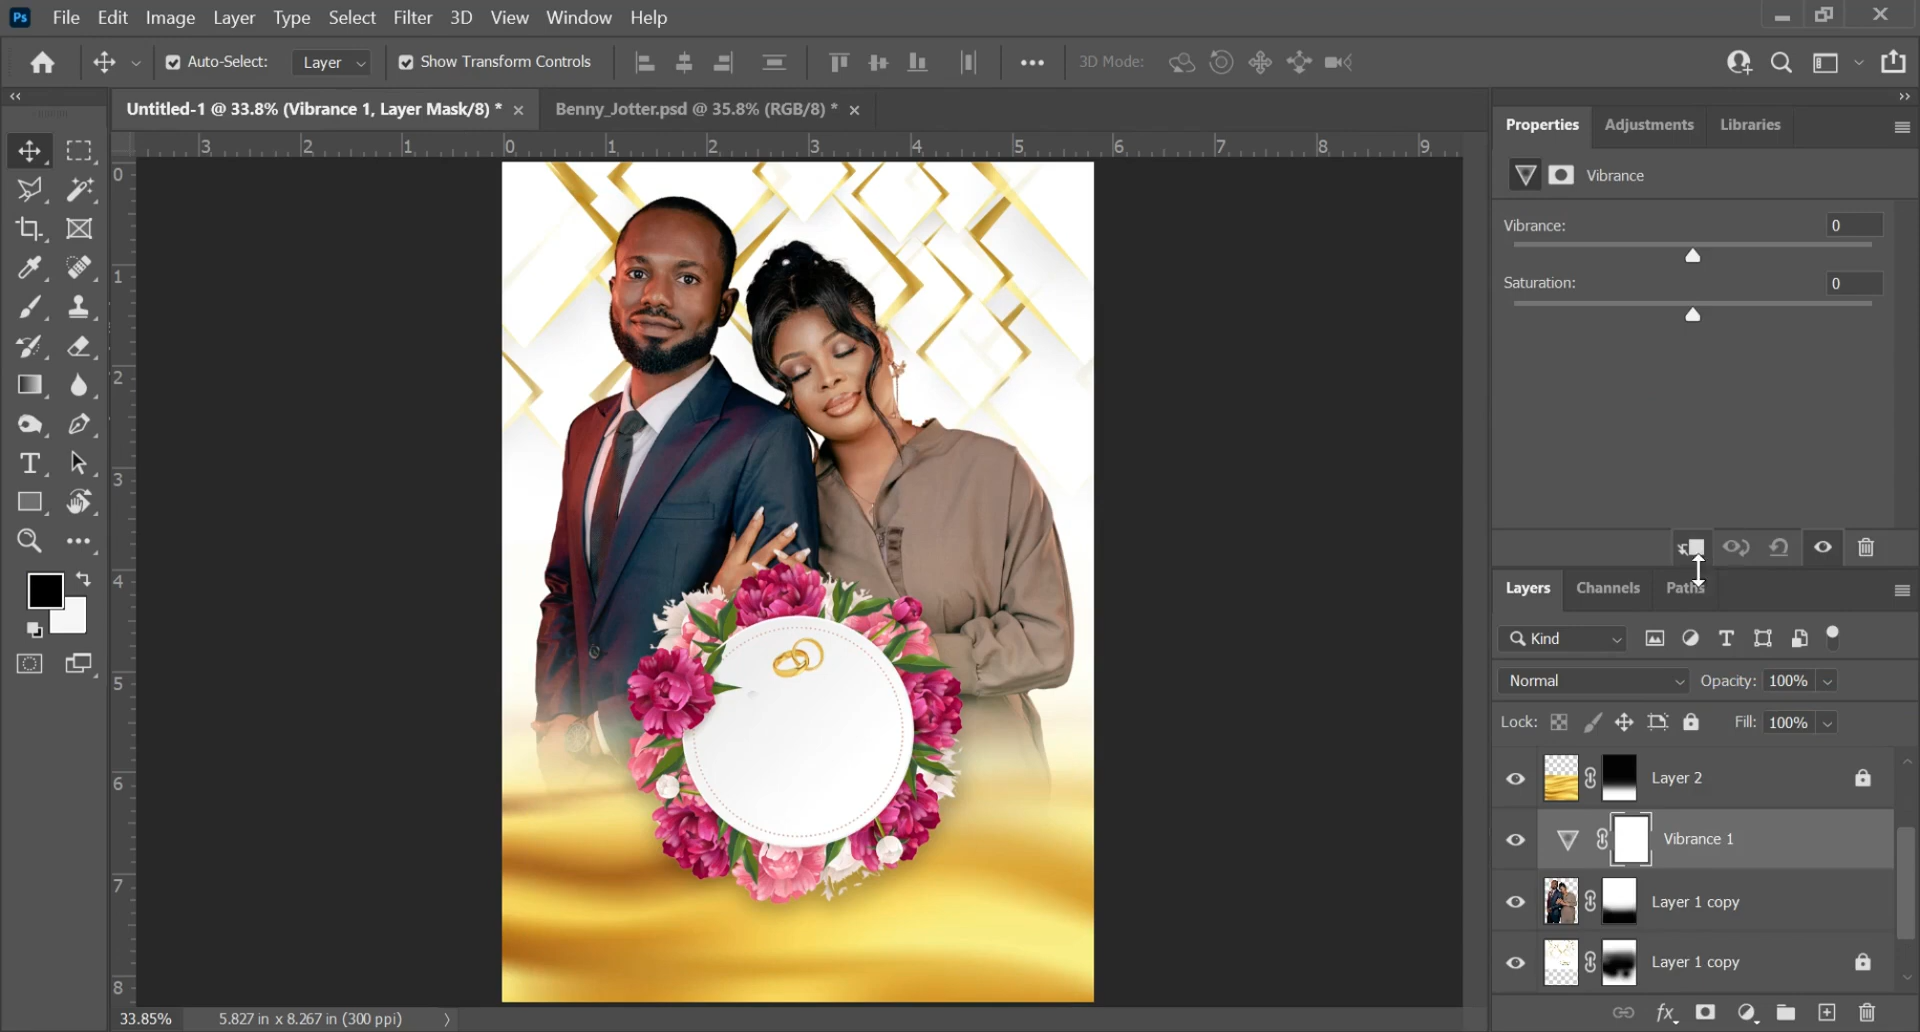 Ps File Edit Image Layer Type Select Filter 3D View Window Help
Auto-Select: Layer Show Transform Controls 3D Mode:
Untitled-1 @ 33.8% (Vibrance 1, Layer Mask/8) * Benny_Jotter.psd @ 35.8% (RGB/8) *
3 2 1 0 1 2 3 4 5 6 7 8 9
0
1
2
3
4
5
6
7
8
Properties Adjustments Libraries
Vibrance
Vibrance: 0
Saturation: 0
Layers Channels Paths
Kind
Normal Opacity: 100%
Lock: Fill: 100%
Layer 2
Vibrance 1
Layer 1 copy
Layer 1 copy
fx
33.85% 5.827 in x 8.267 in (300 ppi)